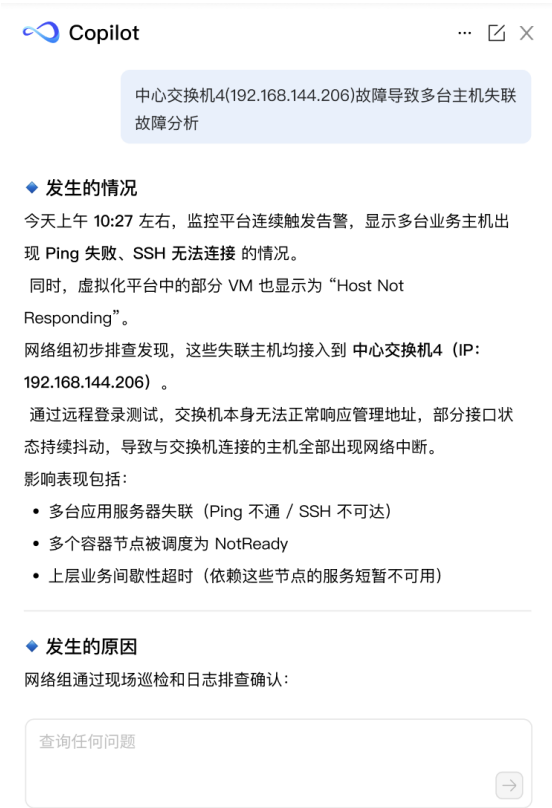 Copilot
中心交换机4(192.168.144.206)故障导致多台主机失联
故障分析
发生的情况
今天上午 10:27 左右，监控平台连续触发告警，显示多台业务主机出
现 Ping 失败、SSH 无法连接 的情况。
同时，虚拟化平台中的部分 VM 也显示为 “Host Not
Responding”。
网络组初步排查发现，这些失联主机均接入到 中心交换机4（IP：
192.168.144.206）。
通过远程登录测试，交换机本身无法正常响应管理地址，部分接口状
态持续抖动，导致与交换机连接的主机全部出现网络中断。
影响表现包括：
• 多台应用服务器失联（Ping 不通 / SSH 不可达）
• 多个容器节点被调度为 NotReady
• 上层业务间歇性超时（依赖这些节点的服务短暂不可用）
发生的原因
网络组通过现场巡检和日志排查确认：
查询任何问题